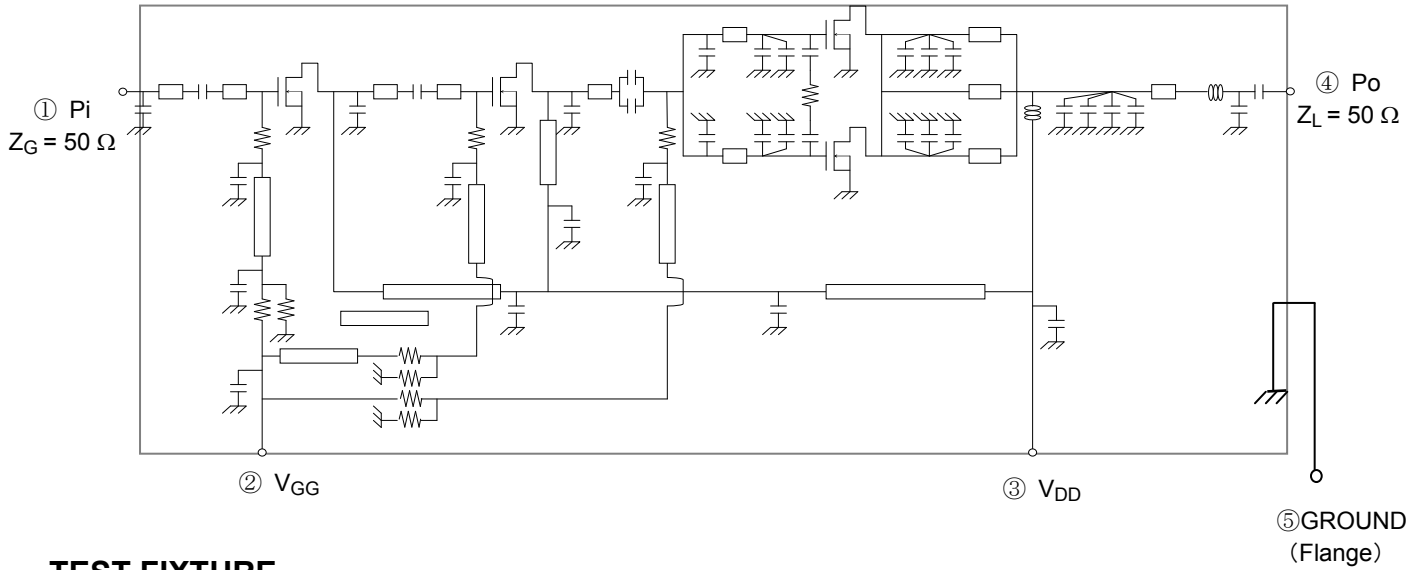 ① Pi
Z_G = 50 Ω
④ Po
Z_L = 50 Ω
② V_GG
③ V_DD
⑤GROUND
（Flange）
TEST FIXTURE